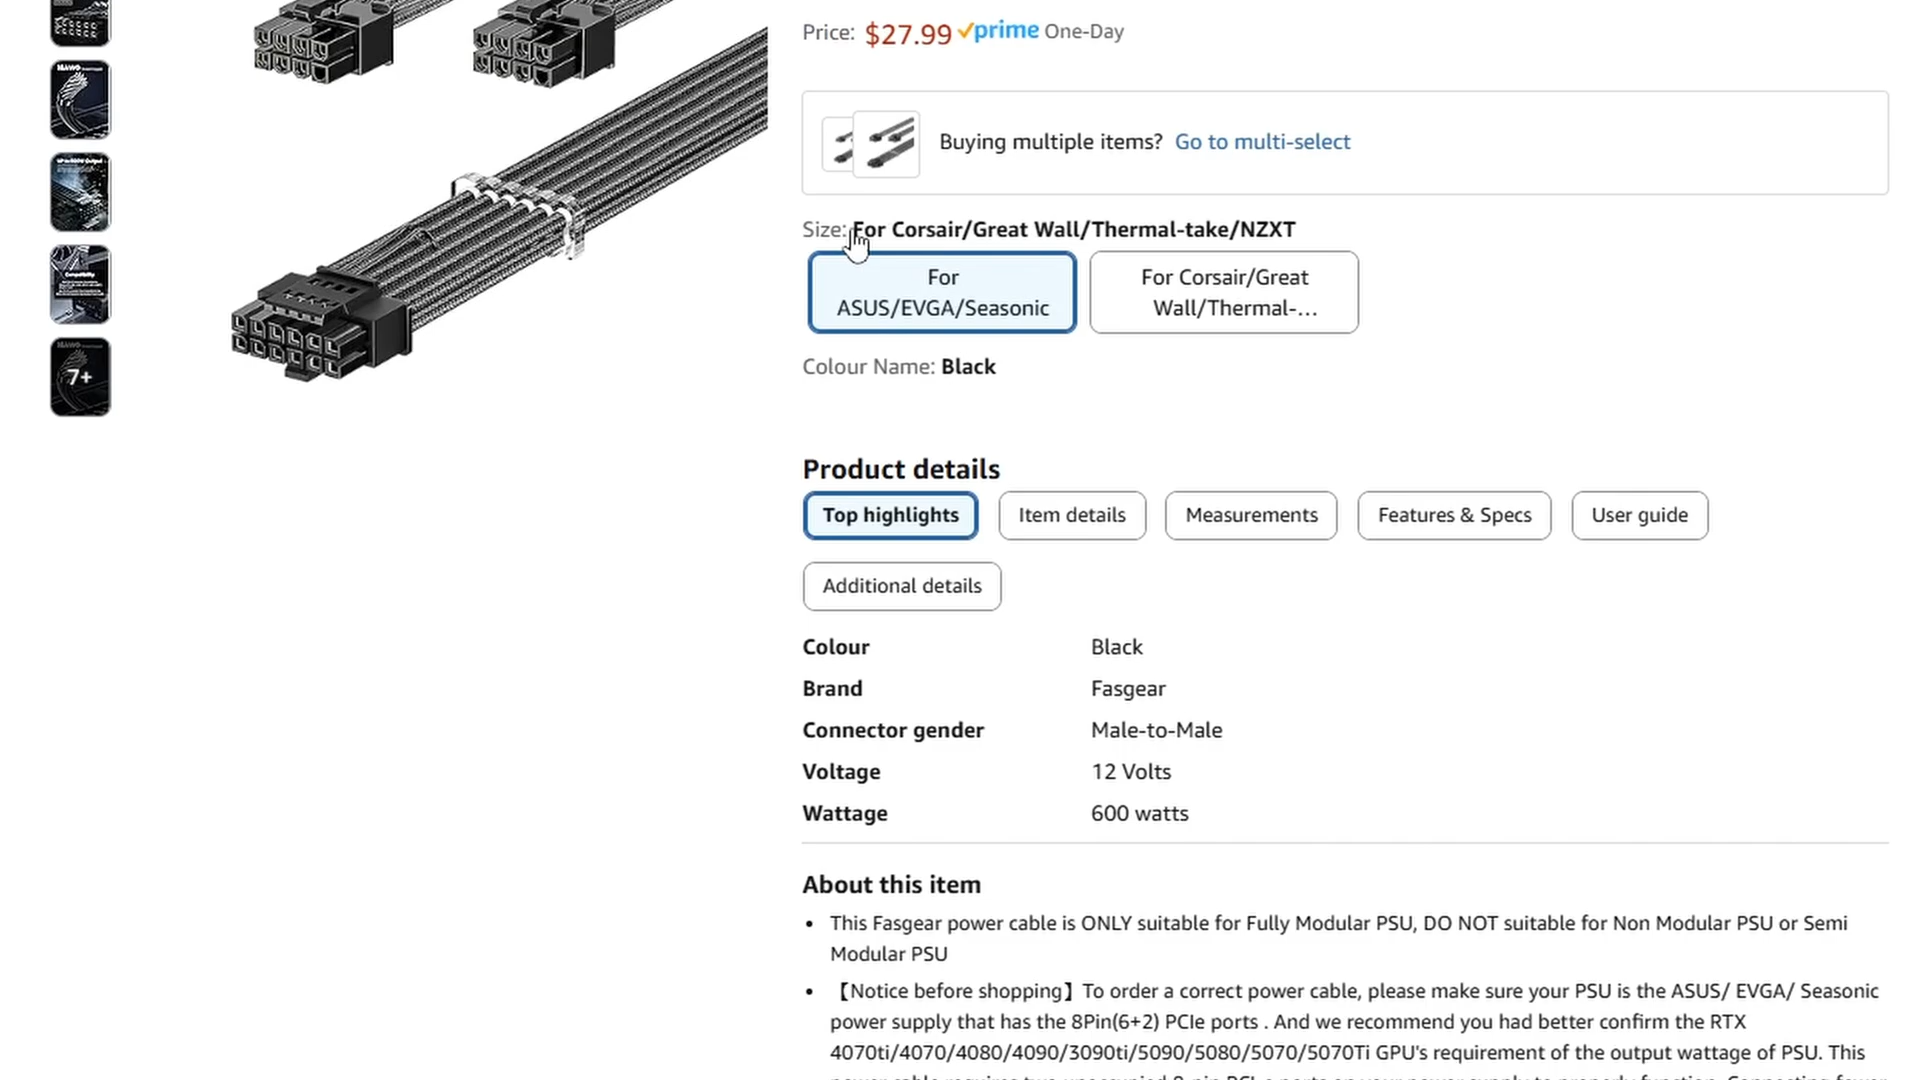 Price: $27.99 prime One-Day
Buying multiple items? Go to multi-select
Size: For Corsair/Great Wall/Thermal-take/NZXT
For
ASUS/EVGA/Seasonic
For Corsair/Great
Wall/Thermal-...
Colour Name: Black
7+
Product details
Top highlights
Item details
Measurements
Features & Specs
User guide
Additional details
Colour Black
Brand Fasgear
Connector gender Male-to-Male
Voltage 12 Volts
Wattage 600 watts
About this item
• This Fasgear power cable is ONLY suitable for Fully Modular PSU, DO NOT suitable for Non Modular PSU or Semi
Modular PSU
• 【Notice before shopping】To order a correct power cable, please make sure your PSU is the ASUS/ EVGA/ Seasonic
power supply that has the 8Pin(6+2) PCIe ports . And we recommend you had better confirm the RTX
4070ti/4070/4080/4090/3090ti/5090/5080/5070/5070Ti GPU's requirement of the output wattage of PSU. This